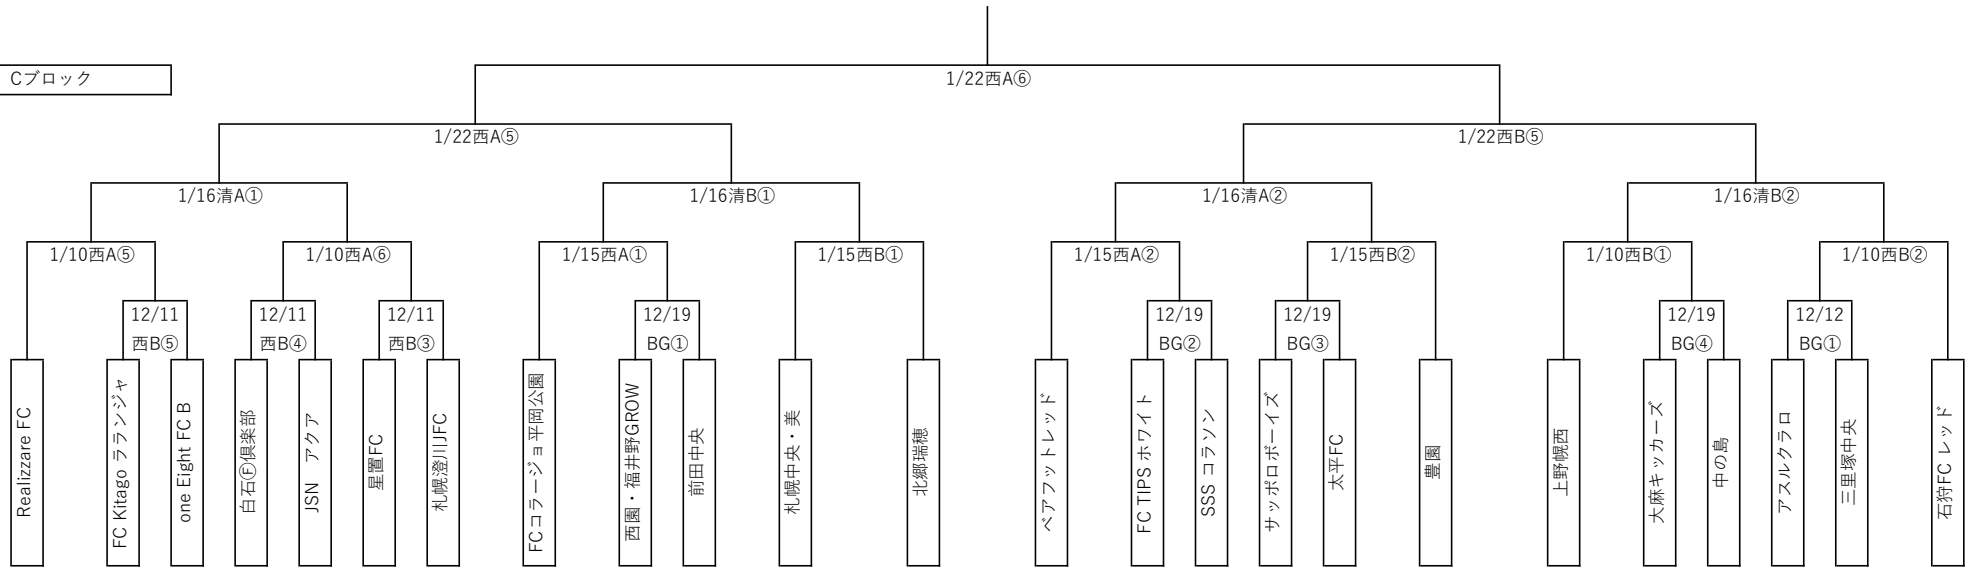 1/22西A⑥
Cブロック
1/22西A⑤
1/22西B⑤
1/16清A①
1/16清B①
1/16清A②
1/16清B②
1/10西A⑤
1/10西A⑥
1/15西A①
1/15西B①
1/15西A②
1/15西B②
1/10西B①
1/10西B②
12/11
西B⑤
12/11
西B④
12/11
西B③
12/19
BG①
12/19
BG②
12/19
BG③
12/19
BG④
12/12
BG①
Realizzare FC
FC Kitago ラランジャ
one Eight FC B
白石Ⓕ倶楽部
JSN アクア
星置FC
札幌澄川JFC
FCコラージョ平岡公園
西園・福井野GROW
前田中央
札幌中央・美
北郷瑞穂
ベアフットレッド
FC TIPS ホワイト
SSS コラソン
サッポロボーイズ
太平FC
豊園
上野幌西
大麻キッカーズ
中の島
アスルクラロ
三里塚中央
石狩FC レッド